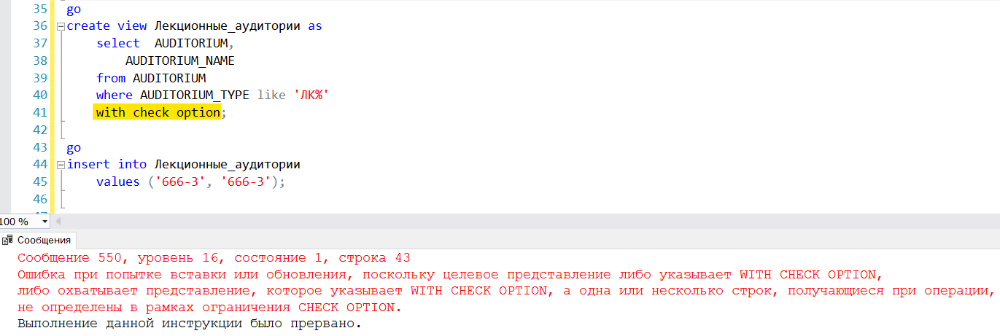 35 go
36 create view Лекционные_аудитории as
37 select AUDITORIUM,
38 AUDITORIUM_NAME
39 from AUDITORIUM
40 where AUDITORIUM_TYPE like 'ЛК%'
41 with check option;
42
43 go
44 insert into Лекционные_аудитории
45 values ('666-3', '666-3');
46
100 %
Сообщения
Сообщение 550, уровень 16, состояние 1, строка 43
Ошибка при попытке вставки или обновления, поскольку целевое представление либо указывает WITH CHECK OPTION,
либо охватывает представление, которое указывает WITH CHECK OPTION, а одна или несколько строк, получающиеся при операции,
не определены в рамках ограничения CHECK OPTION.
Выполнение данной инструкции было прервано.